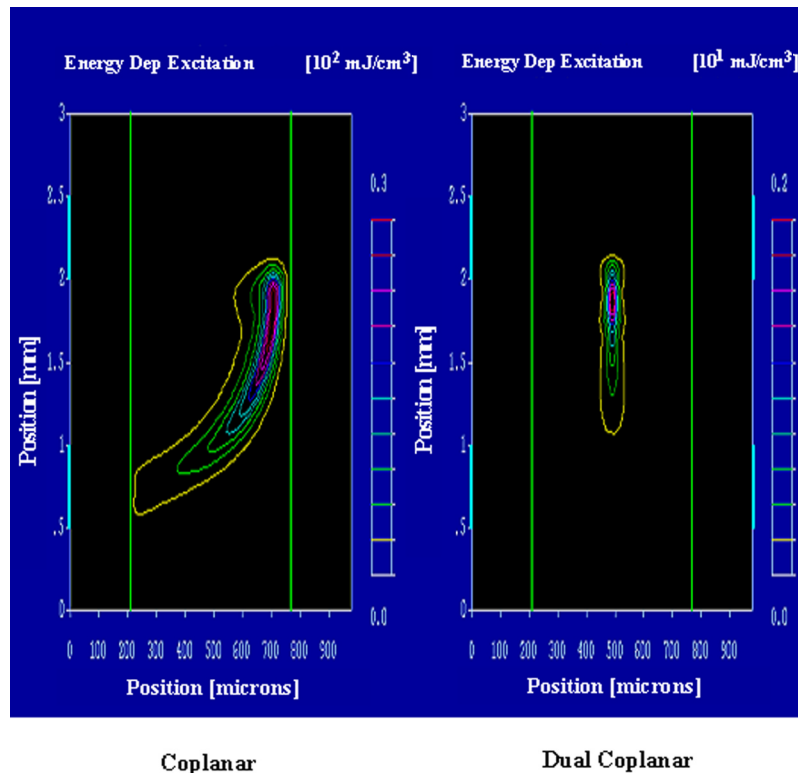 Energy Dep Excitation [10² mJ/cm³]
3
2.5
2
1.5
1
.5
0
Position [mm]
0.3
0.0
0 100 200 300 400 500 600 700 800 900
Position [microns]
Coplanar
Energy Dep Excitation [10¹ mJ/cm³]
3
2.5
2
1.5
1
.5
0
Position [mm]
0.2
0.0
0 100 200 300 400 500 600 700 800 900
Position [microns]
Dual Coplanar